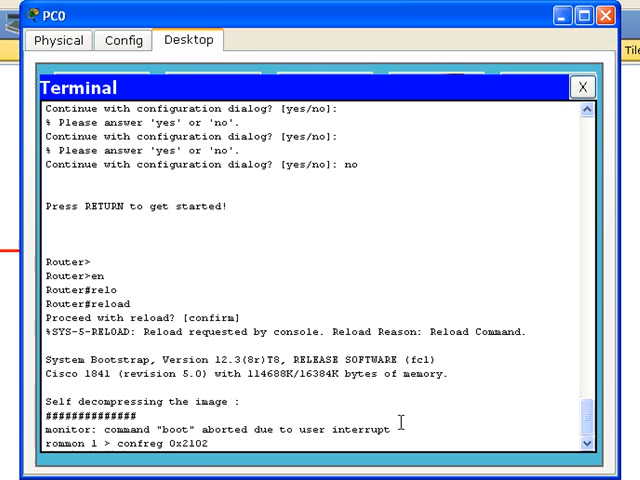 PC0
Physical
Config
Desktop
Tile
Terminal
X
Continue with configuration dialog? [yes/no]:
% Please answer 'yes' or 'no'.
Continue with configuration dialog? [yes/no]:
% Please answer 'yes' or 'no'.
Continue with configuration dialog? [yes/no]: no
Press RETURN to get started!
Router>
Router>en
Router#relo
Router#reload
Proceed with reload? [confirm]
%SYS-5-RELOAD: Reload requested by console. Reload Reason: Reload Command.
System Bootstrap, Version 12.3(8r)T8, RELEASE SOFTWARE (fc1)
Cisco 1841 (revision 5.0) with 114688K/16384K bytes of memory.
Self decompressing the image :
##############
monitor: command "boot" aborted due to user interrupt
rommon 1 > confreg 0x2102